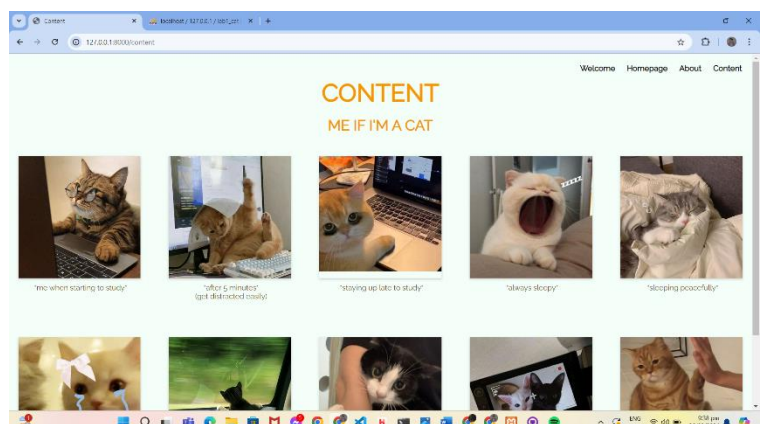 Content
localhost / 127.0.0.1 / lab1_cat
127.0.0.1:8000/content
Welcome Homepage About Content
CONTENT
ME IF I'M A CAT
zzzz
"me when starting to study"
"after 5 minutes"
(got distracted easily)
"staying up late to study"
"always sleepy"
"sleeping peacefully"
ENG